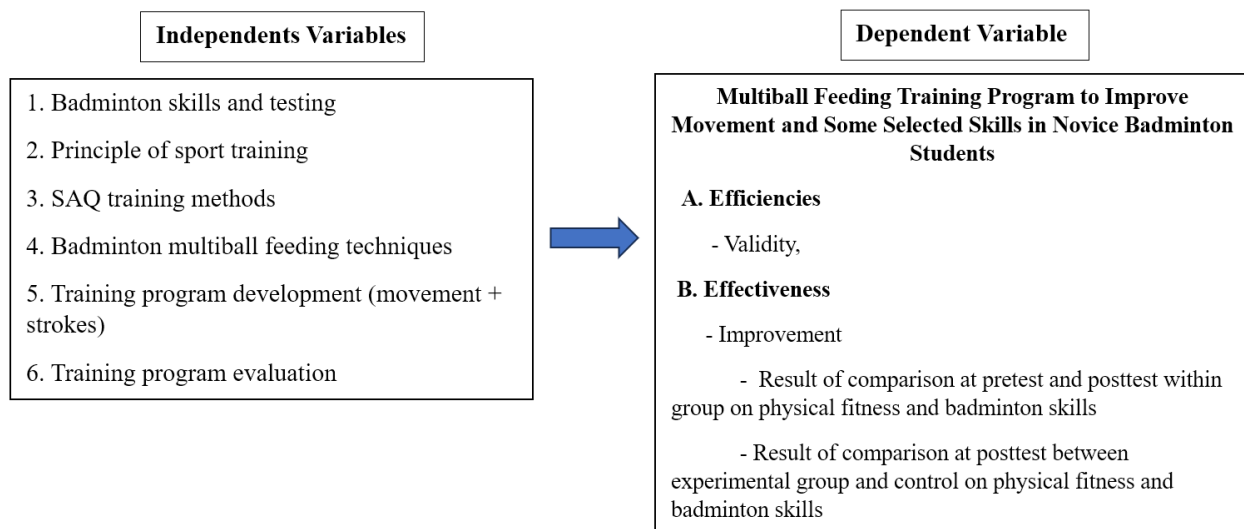 Independents Variables
1. Badminton skills and testing
2. Principle of sport training
3. SAQ training methods
4. Badminton multiball feeding techniques
5. Training program development (movement +
strokes)
6. Training program evaluation
Dependent Variable
Multiball Feeding Training Program to Improve
Movement and Some Selected Skills in Novice Badminton
Students
A. Efficiencies
- Validity,
B. Effectiveness
- Improvement
- Result of comparison at pretest and posttest within
group on physical fitness and badminton skills
- Result of comparison at posttest between
experimental group and control on physical fitness and
badminton skills